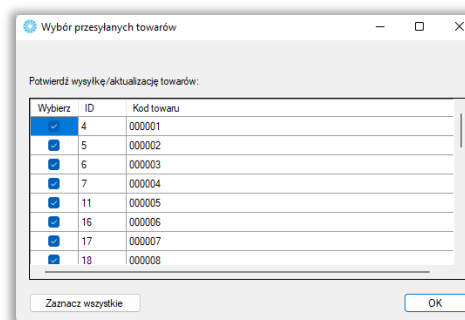 Wybór przesyłanych towarów
Potwierdź wysyłkę/aktualizację towarów:
Wybierz ID Kod towaru
4 000001
5 000002
6 000003
7 000004
11 000005
16 000006
17 000007
18 000008
Zaznacz wszystkie OK